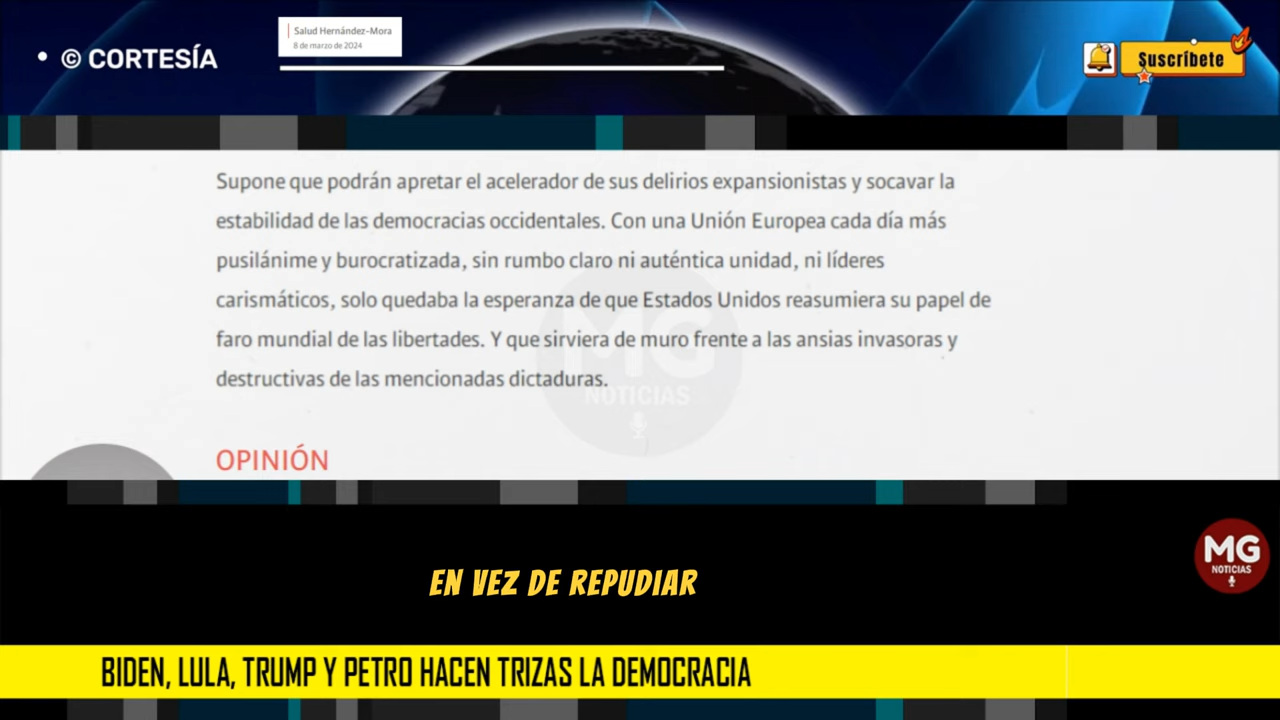 © CORTESÍA
Salud Hernández-Mora
8 de marzo de 2024
Suscríbete
Supone que podrán apretar el acelerador de sus delirios expansionistas y socavar la
estabilidad de las democracias occidentales. Con una Unión Europea cada día más
pusilánime y burocratizada, sin rumbo claro ni auténtica unidad, ni líderes
carismáticos, solo quedaba la esperanza de que Estados Unidos reasumiera su papel de
faro mundial de las libertades. Y que sirviera de muro frente a las ansias invasoras y
destructivas de las mencionadas dictaduras.
MG
NOTICIAS
OPINIÓN
EN VEZ DE REPUDIAR
MG
NOTICIAS
BIDEN, LULA, TRUMP Y PETRO HACEN TRIZAS LA DEMOCRACIA